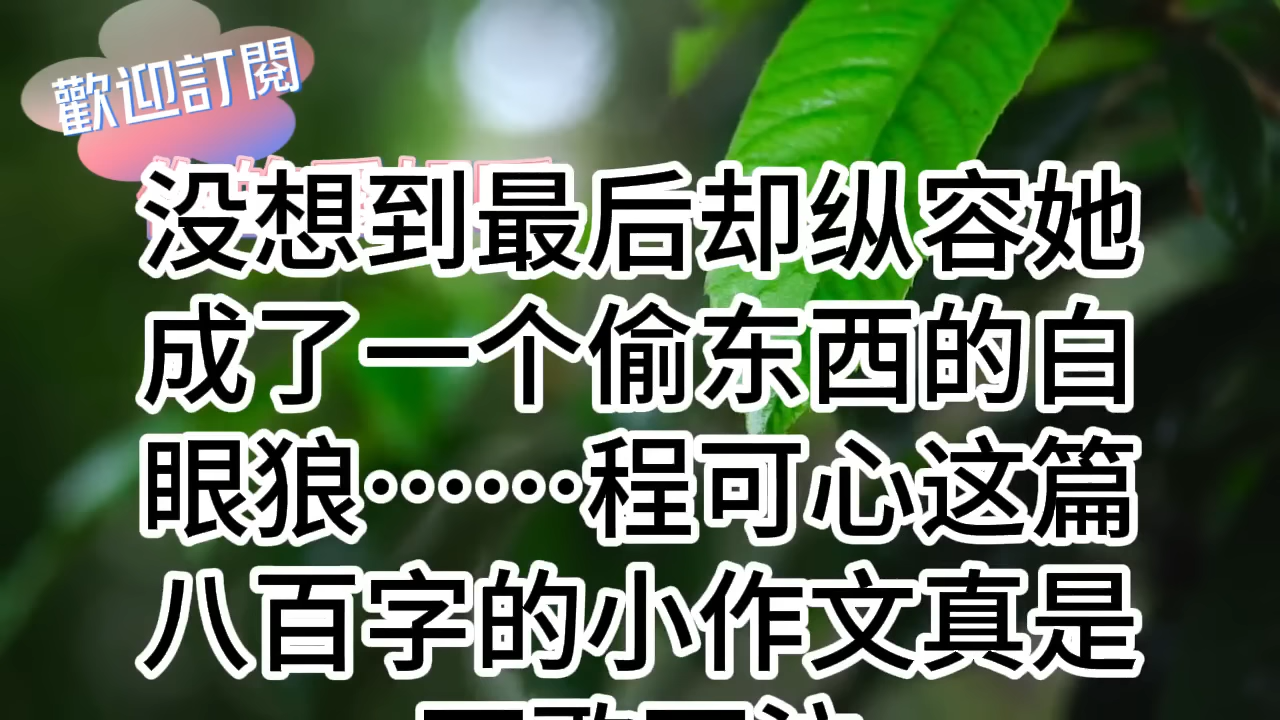 歡迎訂閱
没想到最后却纵容她
成了一个偷东西的白
眼狼……程可心这篇
八百字的小作文真是